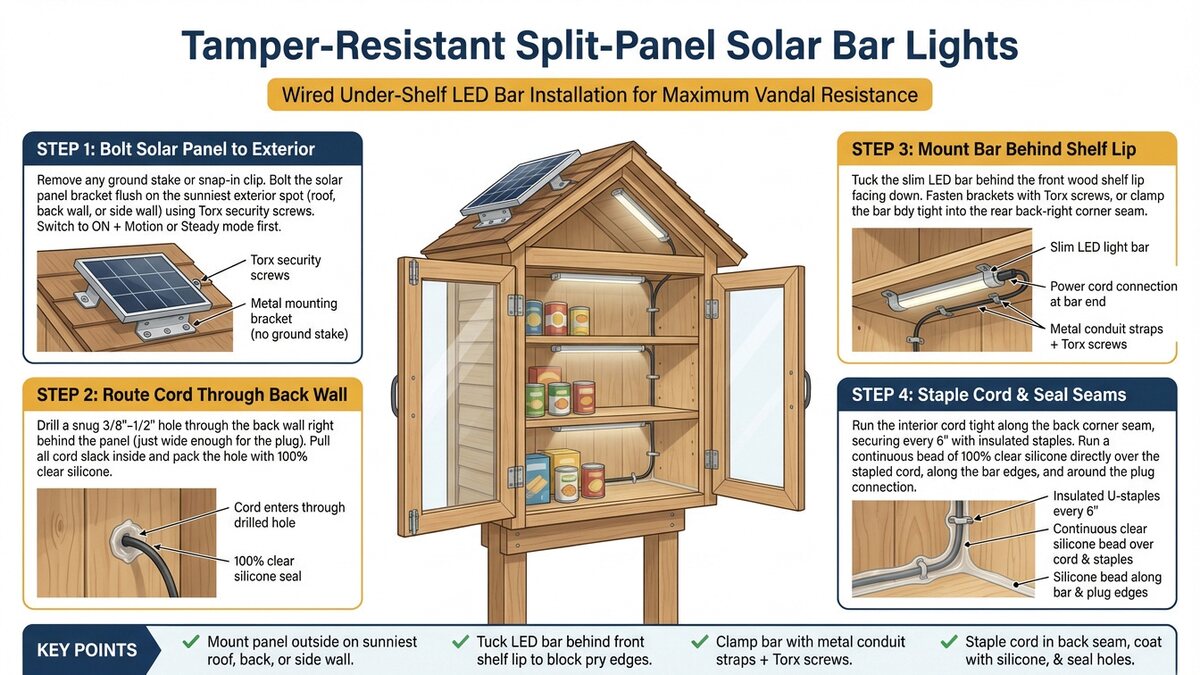 Tamper-Resistant Split-Panel Solar Bar Lights
Wired Under-Shelf LED Bar Installation for Maximum Vandal Resistance
STEP 1: Bolt Solar Panel to Exterior
Remove any ground stake or snap-in clip. Bolt the solar
panel bracket flush on the sunniest exterior spot (roof,
back wall, or side wall) using Torx security screws.
Switch to ON + Motion or Steady mode first.
Torx security
screws
Metal mounting
bracket
(no ground stake)
STEP 2: Route Cord Through Back Wall
Drill a snug 3/8"–1/2" hole through the back wall right
behind the panel (just wide enough for the plug). Pull
all cord slack inside and pack the hole with 100%
clear silicone.
Cord enters through
drilled hole
100% clear
silicone seal
STEP 3: Mount Bar Behind Shelf Lip
Tuck the slim LED bar behind the front wood shelf lip
facing down. Fasten brackets with Torx screws, or clamp
the bar bdy tight into the rear back-right corner seam.
Slim LED light bar
Power cord connection
at bar end
Metal conduit straps
+ Torx screws
STEP 4: Staple Cord & Seal Seams
Run the interior cord tight along the back corner seam,
securing every 6" with insulated staples. Run a
continuous bead of 100% clear silicone directly over the
stapled cord, along the bar edges, and around the plug
connection.
Insulated U-staples
every 6"
Continuous clear
silicone bead over
cord & staples
Silicone bead along
bar & plug edges
KEY POINTS
Mount panel outside on sunniest
roof, back, or side wall.
Tuck LED bar behind front
shelf lip to block pry edges.
Clamp bar with metal conduit
straps + Torx screws.
Staple cord in back seam, coat
with silicone, & seal holes.